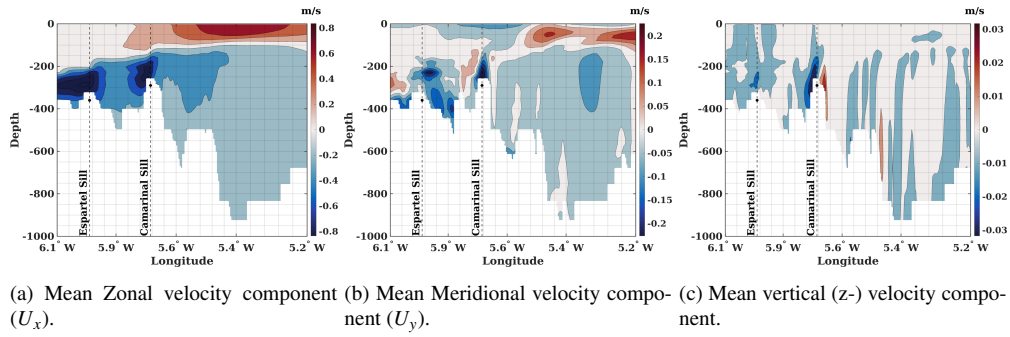 m/s
0
-200
-400
-600
-800
-1000
Depth
Espartel Sill
Camarinal Sill
6.1° W
5.9° W
5.6° W
5.4° W
5.2° W
Longitude
0.8
0.6
0.4
0.2
0
-0.2
-0.4
-0.6
-0.8
m/s
0
-200
-400
-600
-800
-1000
Depth
Espartel Sill
Camarinal Sill
6.1° W
5.9° W
5.6° W
5.4° W
5.2° W
Longitude
0.2
0.15
0.1
0.05
0
-0.05
-0.1
-0.15
-0.2
m/s
0
-200
-400
-600
-800
-1000
Depth
Espartel Sill
Camarinal Sill
6.1° W
5.9° W
5.6° W
5.4° W
5.2° W
Longitude
0.03
0.02
0.01
0
-0.01
-0.02
-0.03
(a) Mean Zonal velocity component
(Ux).
(b) Mean Meridional velocity compo-
nent (Uy).
(c) Mean vertical (z-) velocity compo-
nent.